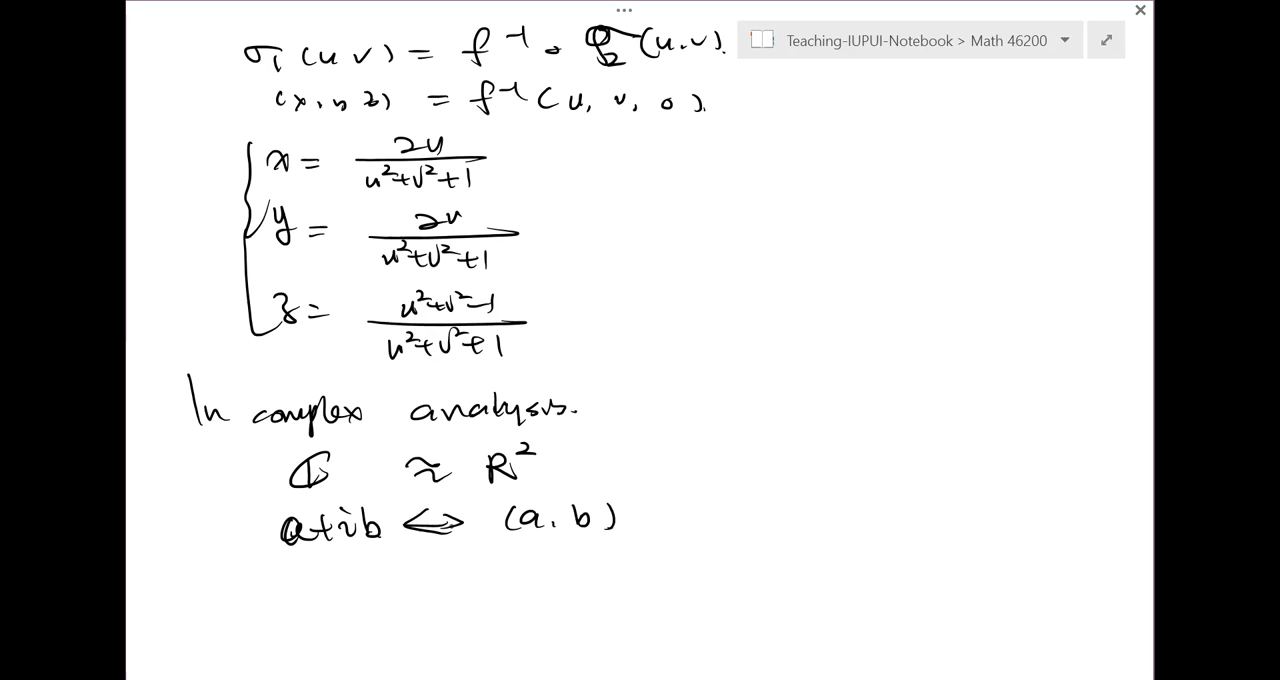 σ₁(u v) = f⁻¹ ∘ σ₂(u,v).
Teaching-IUPUI-Notebook > Math 46200
(x, y, z) = f⁻¹(u, v, 0).
x = 2u / (u²+v²+1)
y = 2v / (u²+v²+1)
z = (u²+v²-1) / (u²+v²+1)
In complex analysis.
ℂ ≈ R²
a+ib ⟺ (a, b)